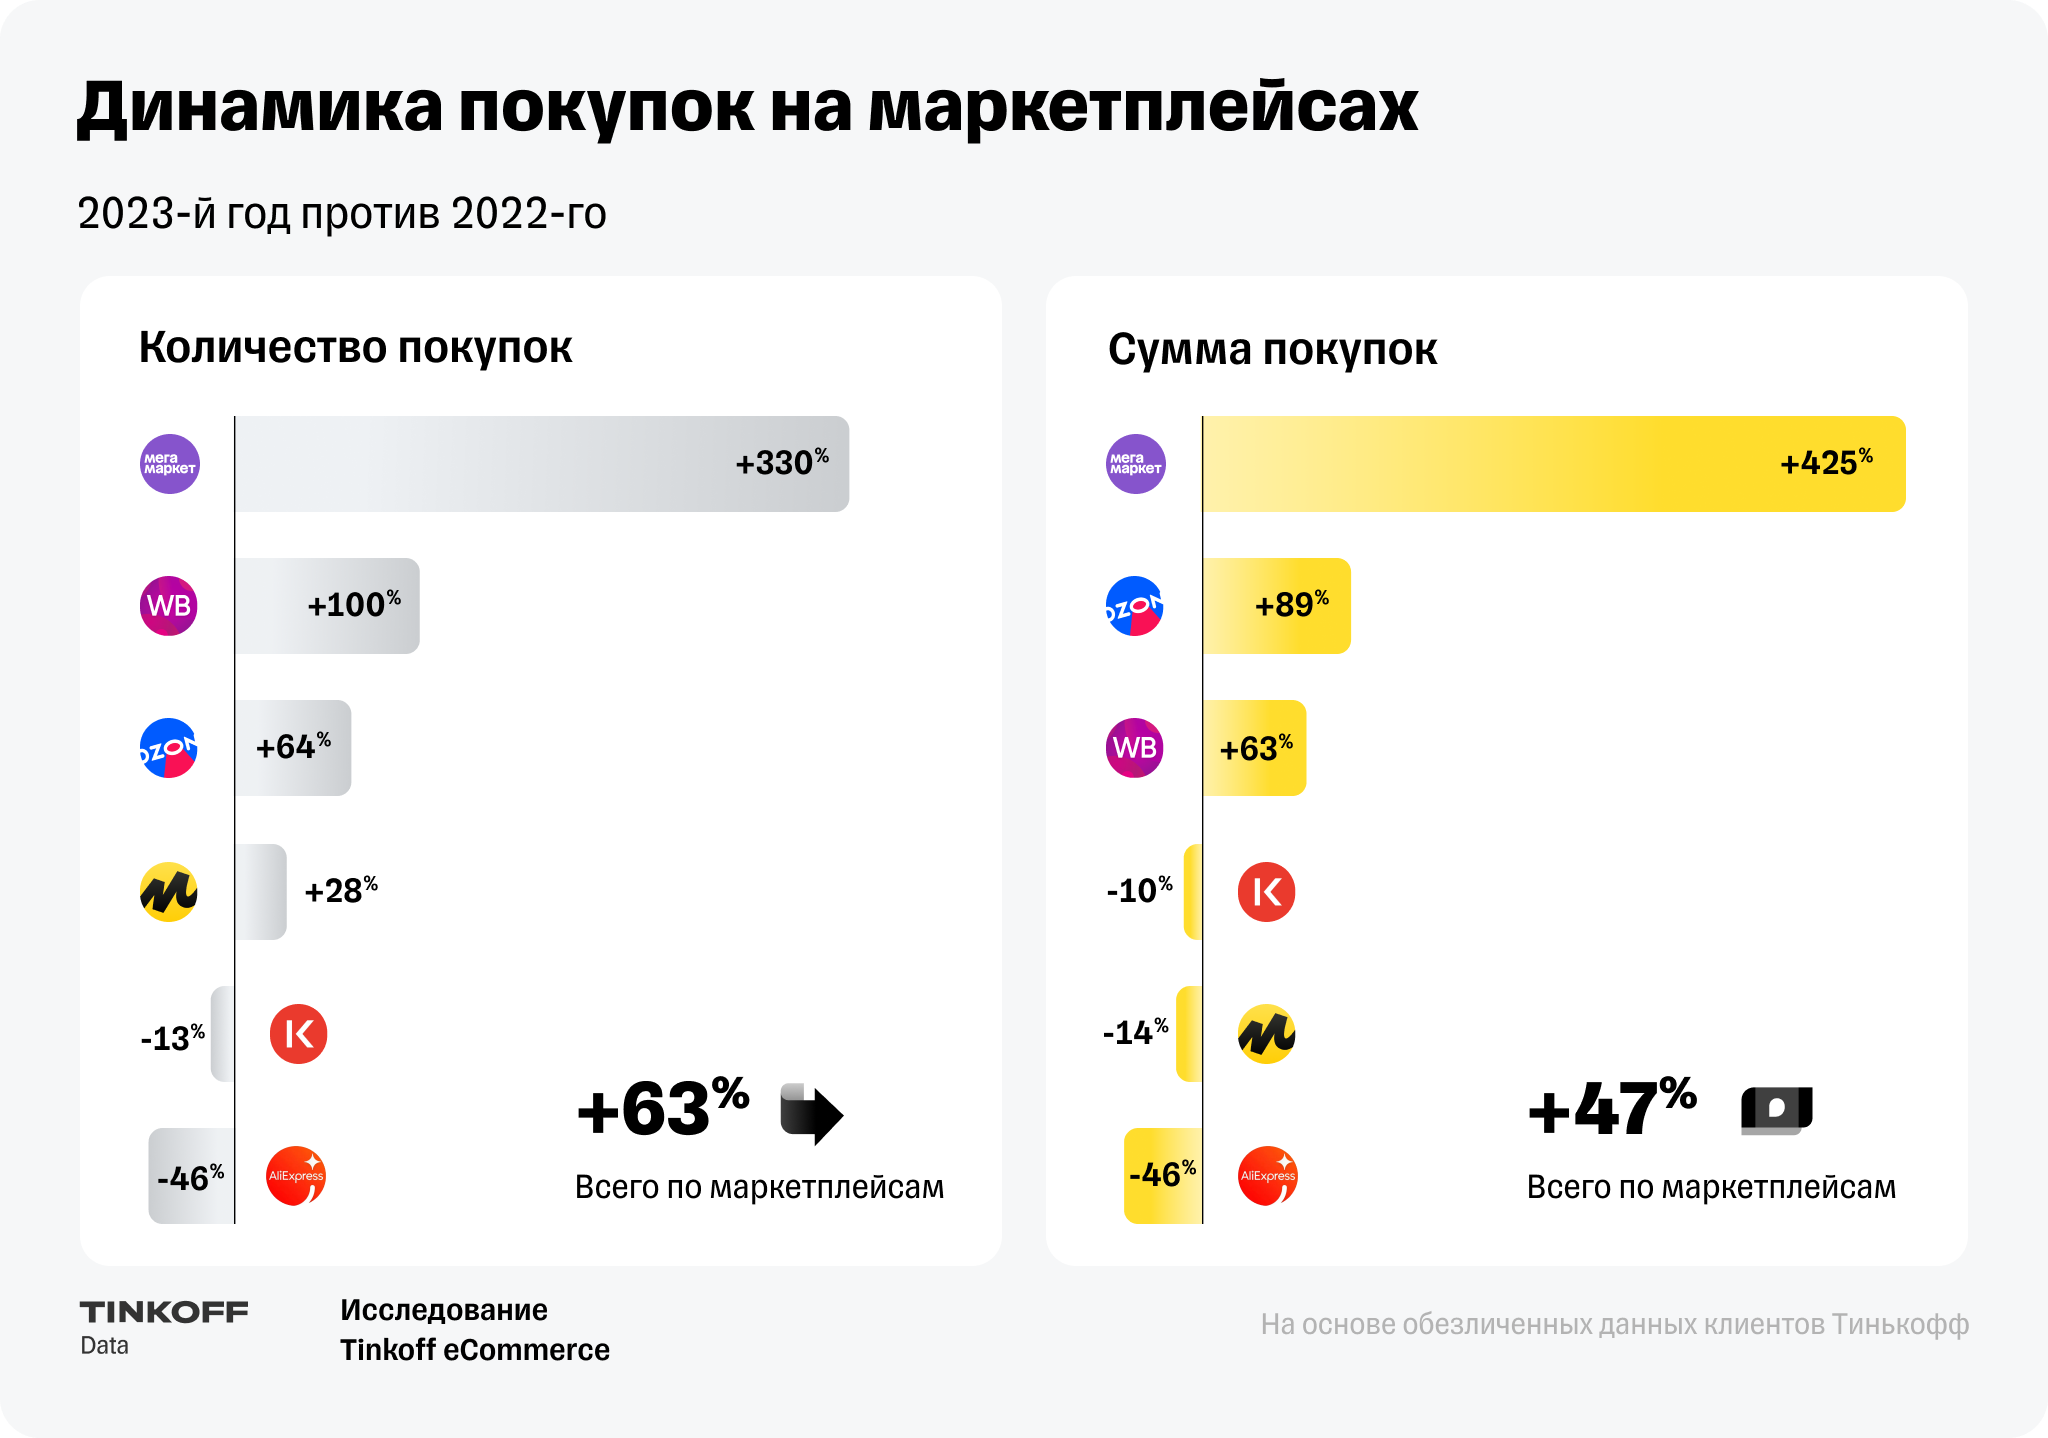 Динамика покупок на маркетплейсах
2023-й год против 2022-го
Количество покупок
мега
маркет
+330%
WB
+100%
OZON
+64%
+28%
-13%
K
-46%
AliExpress
+63%
Всего по маркетплейсам
Сумма покупок
мега
маркет
+425%
OZON
+89%
WB
+63%
-10%
K
-14%
-46%
AliExpress
+47%
Всего по маркетплейсам
TINKOFF
Data
Исследование
Tinkoff eCommerce
На основе обезличенных данных клиентов Тинькофф